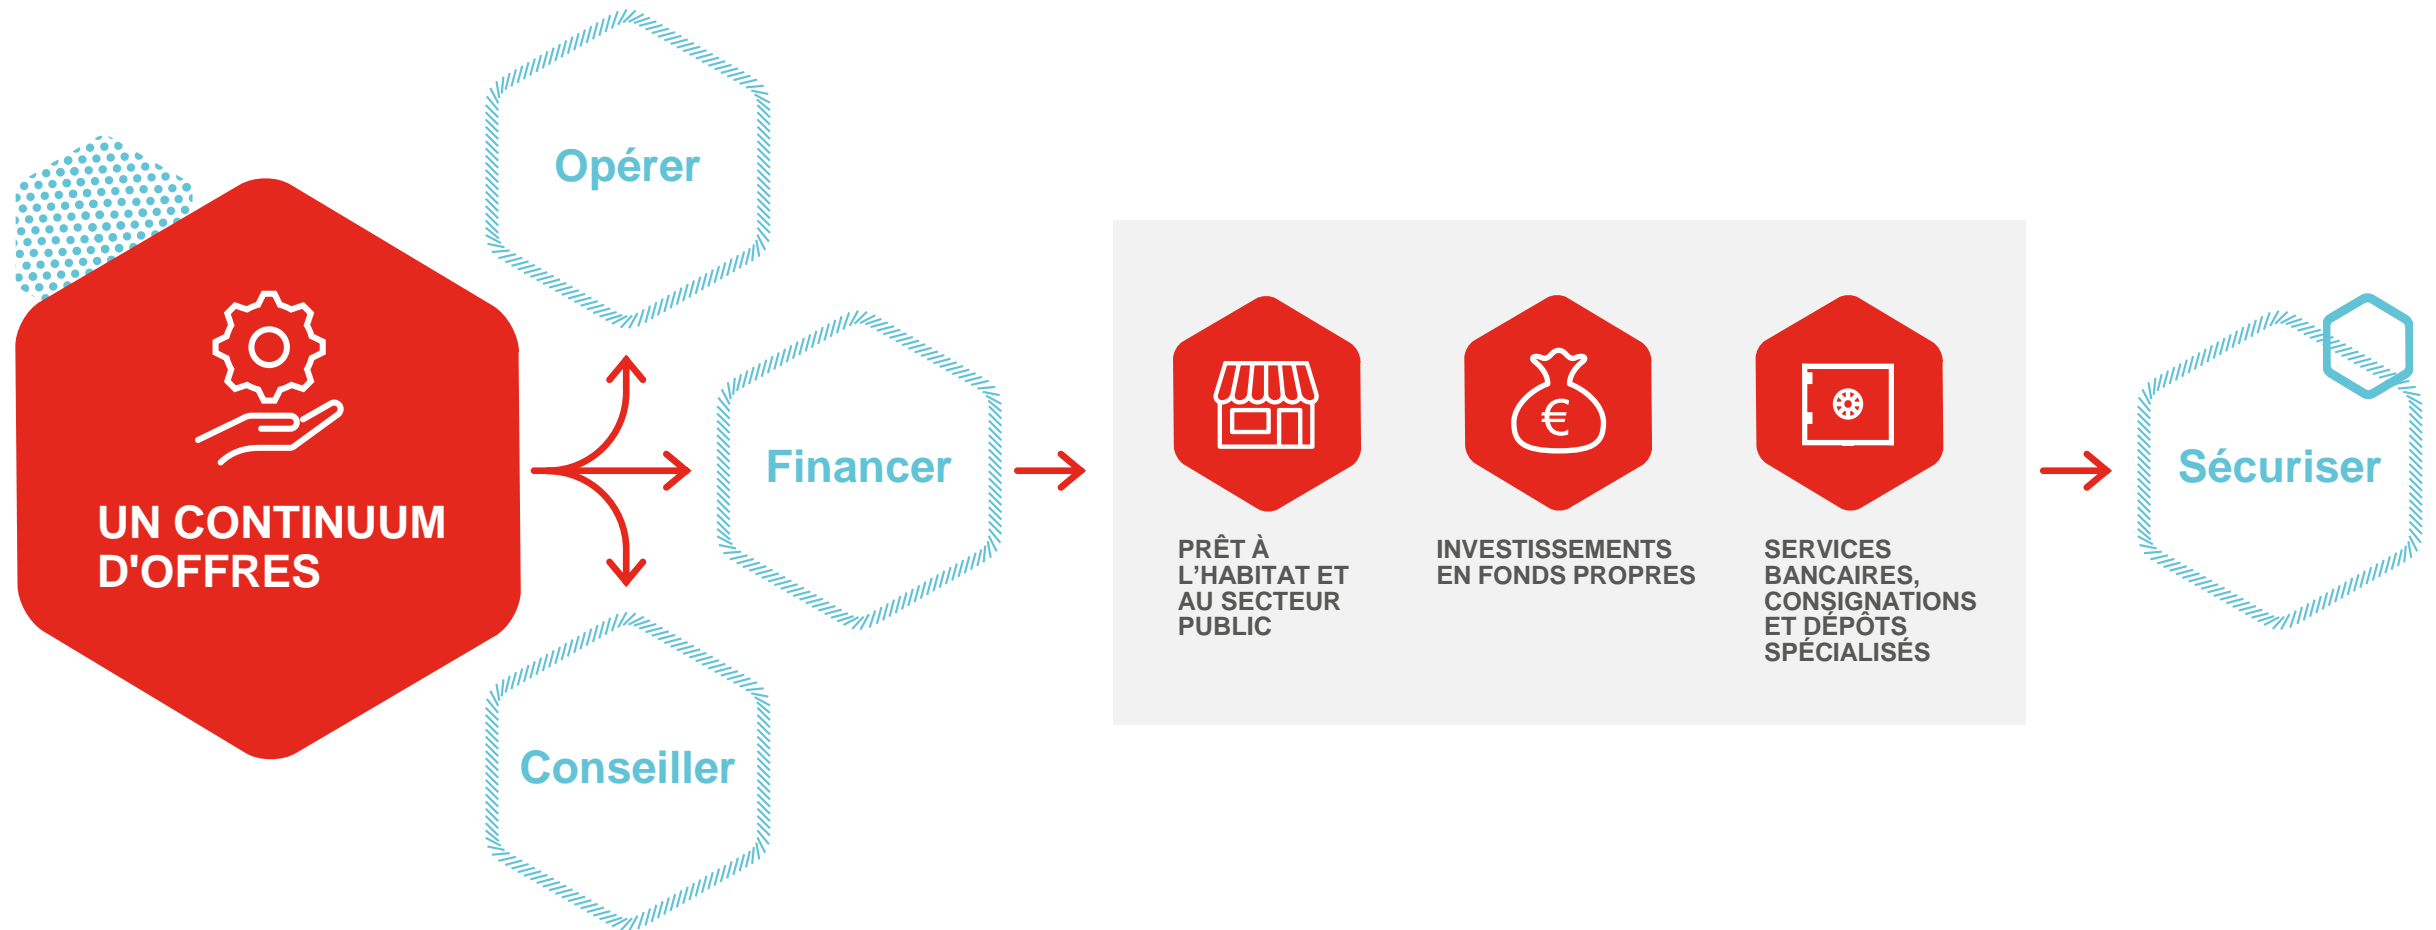 UN CONTINUUM
D'OFFRES
Opérer
Financer
Conseiller
PRÊT À
L’HABITAT ET
AU SECTEUR
PUBLIC
€
INVESTISSEMENTS
EN FONDS PROPRES
SERVICES
BANCAIRES,
CONSIGNATIONS
ET DÉPÔTS
SPÉCIALISÉS
Sécuriser